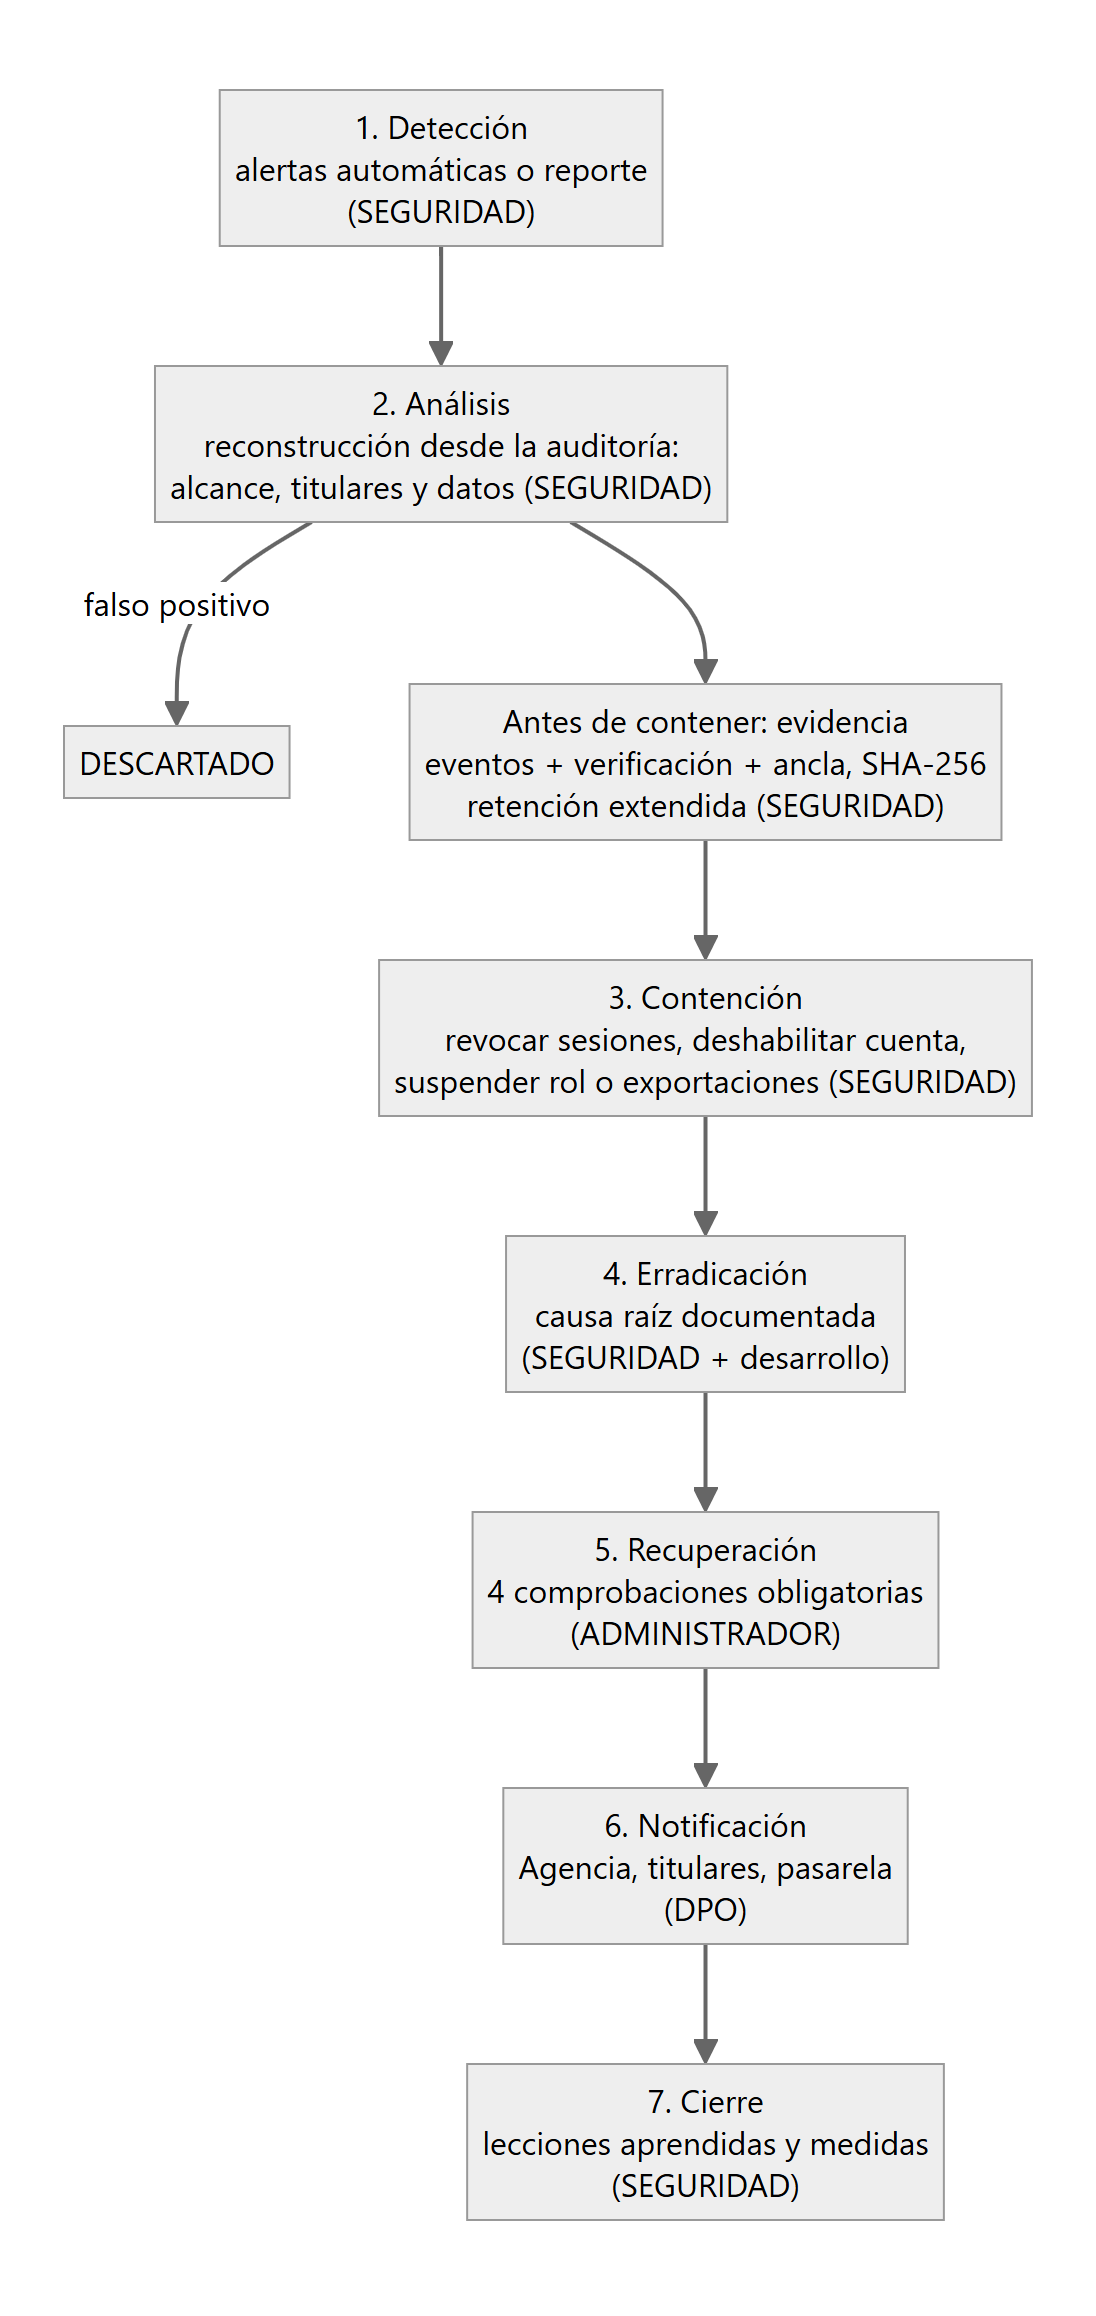 1. Detección
alertas automáticas o reporte
(SEGURIDAD)
2. Análisis
reconstrucción desde la auditoría:
alcance, titulares y datos (SEGURIDAD)
falso positivo
DESCARTADO
Antes de contener: evidencia
eventos + verificación + ancla, SHA-256
retención extendida (SEGURIDAD)
3. Contención
revocar sesiones, deshabilitar cuenta,
suspender rol o exportaciones (SEGURIDAD)
4. Erradicación
causa raíz documentada
(SEGURIDAD + desarrollo)
5. Recuperación
4 comprobaciones obligatorias
(ADMINISTRADOR)
6. Notificación
Agencia, titulares, pasarela
(DPO)
7. Cierre
lecciones aprendidas y medidas
(SEGURIDAD)